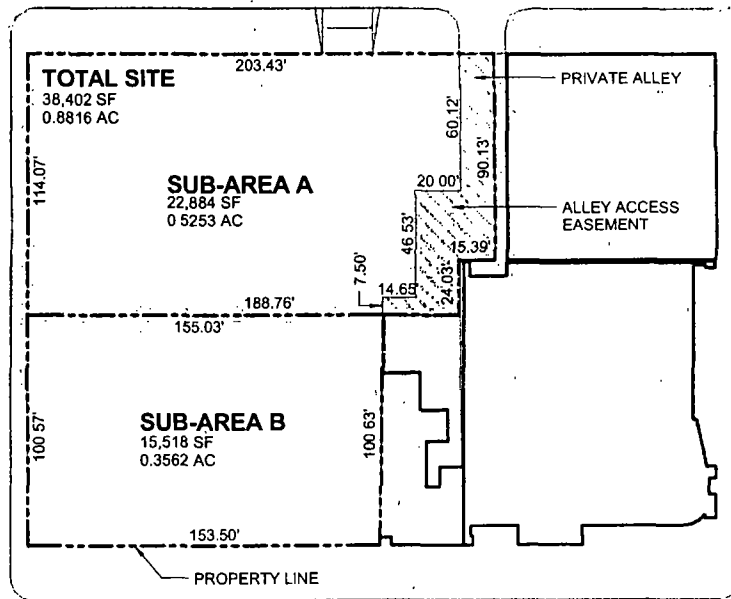 203.43'
TOTAL SITE
38,402 SF
0.8816 AC
PRIVATE ALLEY
60.12'
90.13'
114.07'
SUB-AREA A
22,884 SF
0 5253 AC
20 00'
ALLEY ACCESS
EASEMENT
46 53'
15.39'
24.03'
7.50'
14.65'
188.76'
155.03'
100 57'
SUB-AREA B
15,518 SF
0.3562 AC
100 63'
153.50'
PROPERTY LINE